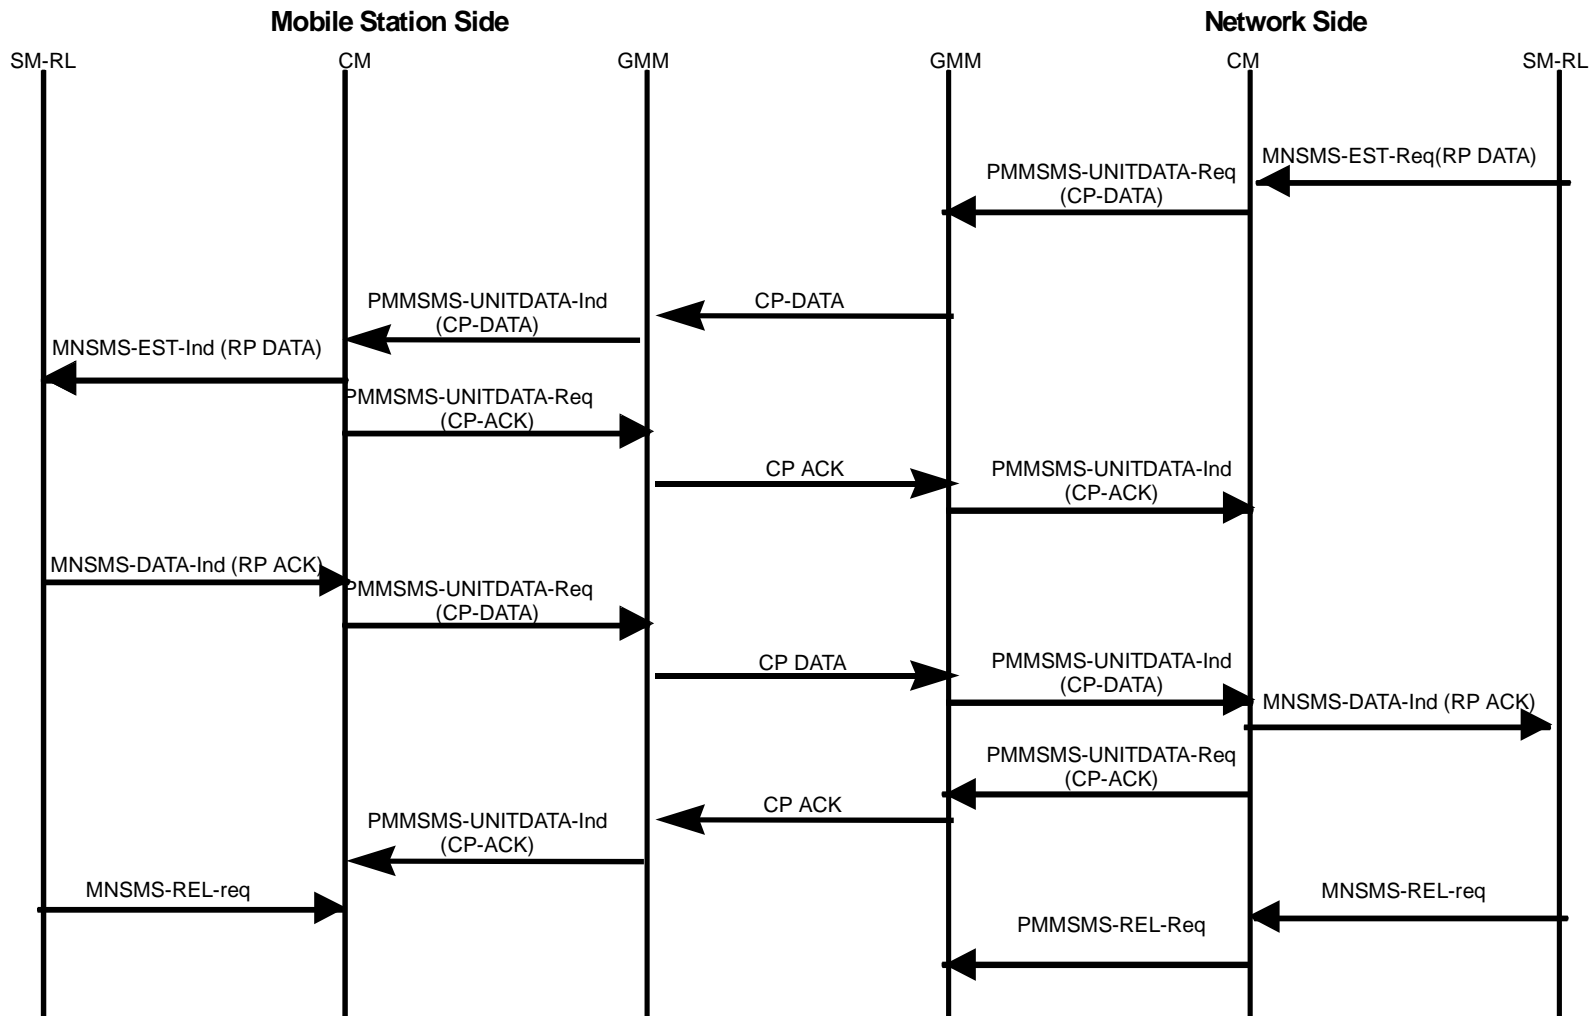 Mobile Station Side
Network Side
SM-RL
CM
GMM
GMM
CM
SM-RL
MNSMS-EST-Req(RP DATA)
PMMSMS-UNITDATA-Req
(CP-DATA)
CP-DATA
PMMSMS-UNITDATA-Ind
(CP-DATA)
MNSMS-EST-Ind (RP DATA)
PMMSMS-UNITDATA-Req
(CP-ACK)
CP ACK
PMMSMS-UNITDATA-Ind
(CP-ACK)
MNSMS-DATA-Ind (RP ACK)
PMMSMS-UNITDATA-Req
(CP-DATA)
CP DATA
PMMSMS-UNITDATA-Ind
(CP-DATA)
MNSMS-DATA-Ind (RP ACK)
PMMSMS-UNITDATA-Req
(CP-ACK)
CP ACK
PMMSMS-UNITDATA-Ind
(CP-ACK)
MNSMS-REL-req
MNSMS-REL-req
PMMSMS-REL-Req